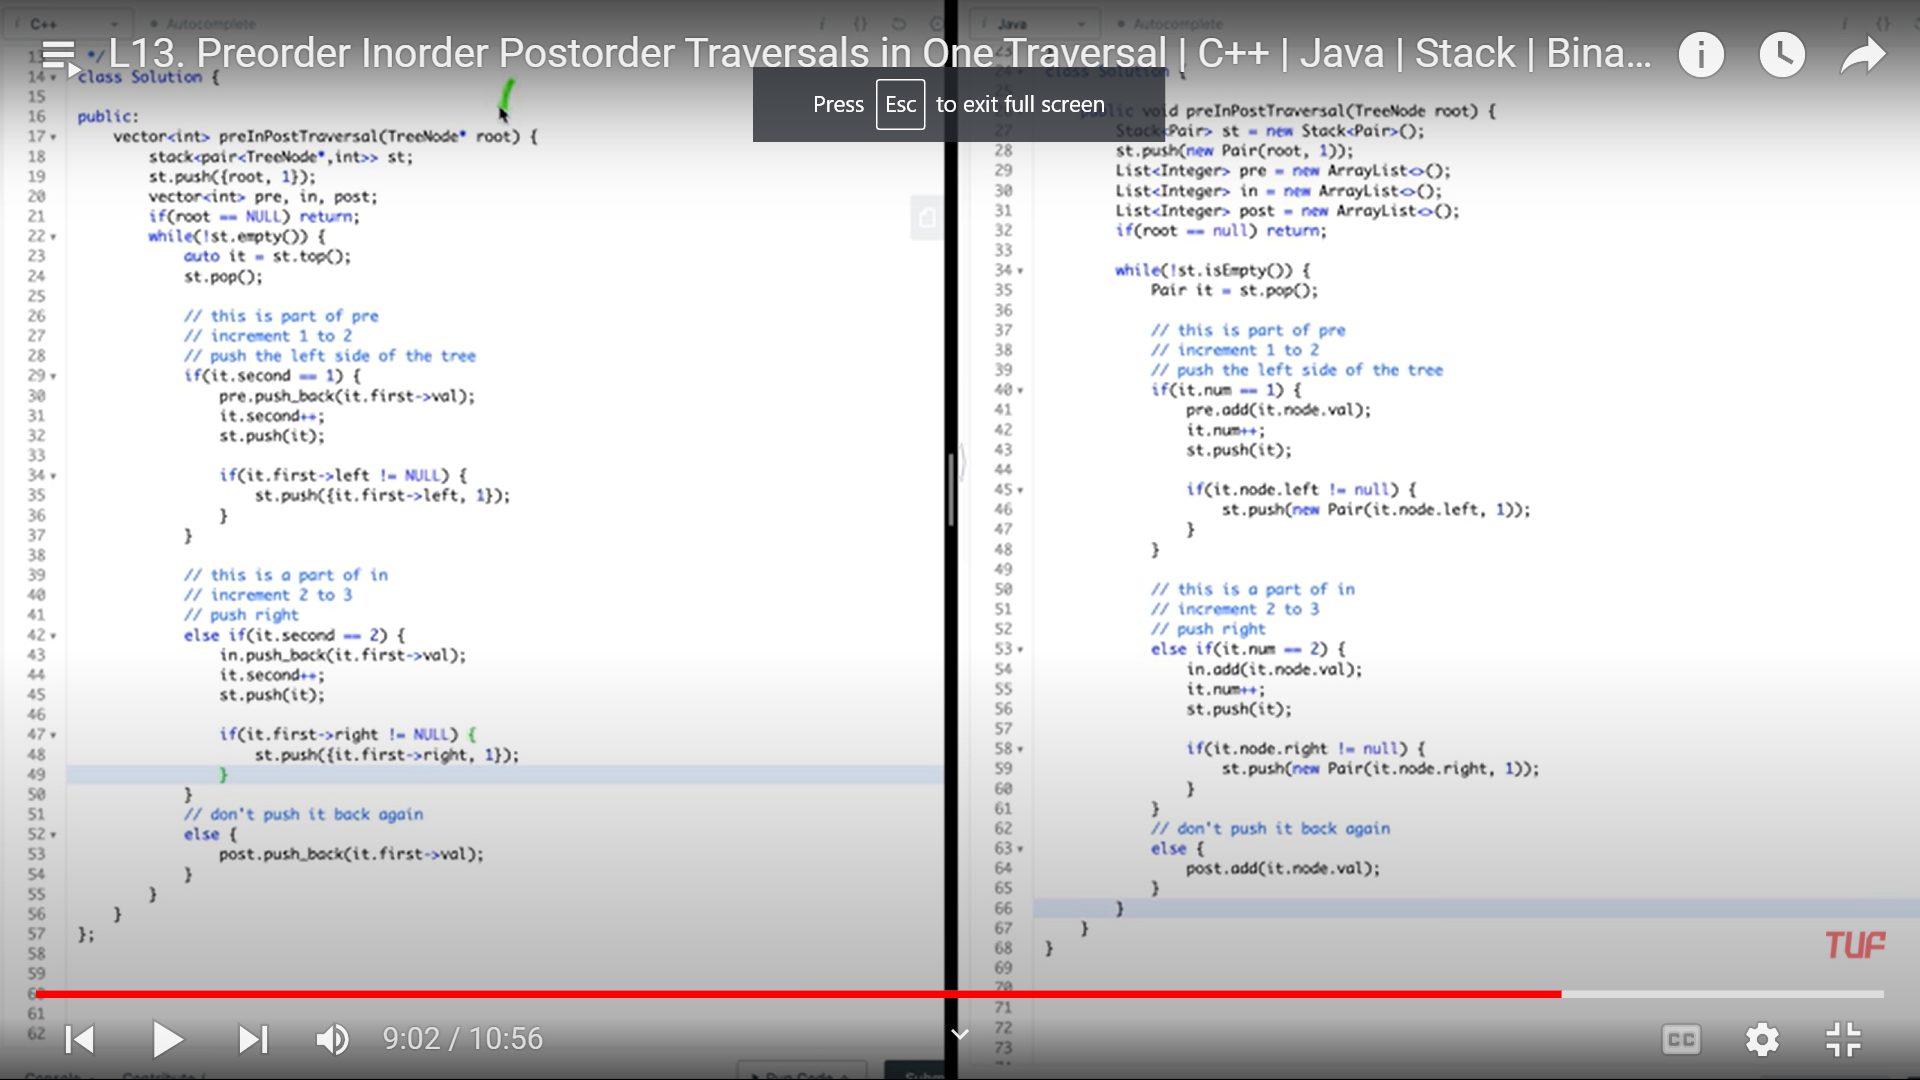 C++
Autocomplete
Java
Autocomplete
L13. Preorder Inorder Postorder Traversals in One Traversal | C++ | Java | Stack | Bina...
Press Esc to exit full screen
13 */
14 class Solution {
15
16 public:
17 vector<int> preInPostTraversal(TreeNode* root) {
18 stack<pair<TreeNode*,int>> st;
19 st.push({root, 1});
20 vector<int> pre, in, post;
21 if(root == NULL) return;
22 while(!st.empty()) {
23 auto it = st.top();
24 st.pop();
25
26 // this is part of pre
27 // increment 1 to 2
28 // push the left side of the tree
29 if(it.second == 1) {
30 pre.push_back(it.first->val);
31 it.second++;
32 st.push(it);
33
34 if(it.first->left != NULL) {
35 st.push({it.first->left, 1});
36 }
37 }
38
39 // this is a part of in
40 // increment 2 to 3
41 // push right
42 else if(it.second == 2) {
43 in.push_back(it.first->val);
44 it.second++;
45 st.push(it);
46
47 if(it.first->right != NULL) {
48 st.push({it.first->right, 1});
49 }
50 }
51 // don't push it back again
52 else {
53 post.push_back(it.first->val);
54 }
55 }
56 }
57 };
58
59
60
61
62
23
24 class Solution {
public void preInPostTraversal(TreeNode root) {
27 Stack<Pair> st = new Stack<Pair>();
28 st.push(new Pair(root, 1));
29 List<Integer> pre = new ArrayList<>();
30 List<Integer> in = new ArrayList<>();
31 List<Integer> post = new ArrayList<>();
32 if(root == null) return;
33
34 while(!st.isEmpty()) {
35 Pair it = st.pop();
36
37 // this is part of pre
38 // increment 1 to 2
39 // push the left side of the tree
40 if(it.num == 1) {
41 pre.add(it.node.val);
42 it.num++;
43 st.push(it);
44
45 if(it.node.left != null) {
46 st.push(new Pair(it.node.left, 1));
47 }
48 }
49
50 // this is a part of in
51 // increment 2 to 3
52 // push right
53 else if(it.num == 2) {
54 in.add(it.node.val);
55 it.num++;
56 st.push(it);
57
58 if(it.node.right != null) {
59 st.push(new Pair(it.node.right, 1));
60 }
61 }
62 // don't push it back again
63 else {
64 post.add(it.node.val);
65 }
66 }
67 }
68 }
69
70
71
72
73
TUF
9:02 / 10:56
CC